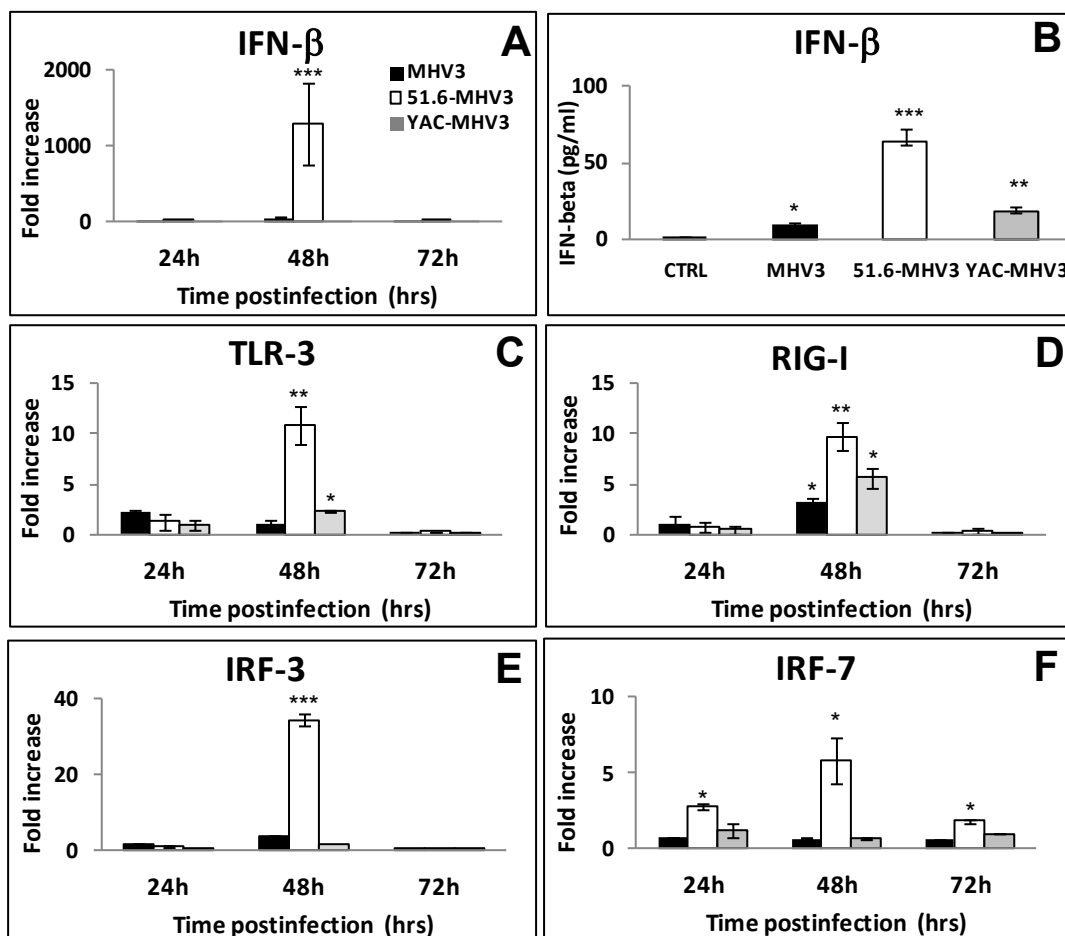 IFN-β
A
2000
1000
0
Fold increase
***
MHV3
51.6-MHV3
YAC-MHV3
24h 48h 72h
Time postinfection (hrs)
IFN-β
B
100
50
0
IFN-beta (pg/ml)
*
***
**
CTRL MHV3 51.6-MHV3 YAC-MHV3
TLR-3
C
15
10
5
0
Fold increase
**
*
24h 48h 72h
Time postinfection (hrs)
RIG-I
D
15
10
5
0
Fold increase
*
**
*
24h 48h 72h
Time postinfection (hrs)
IRF-3
E
40
20
0
Fold increase
***
24h 48h 72h
Time postinfection (hrs)
IRF-7
F
10
5
0
Fold increase
*
*
*
24h 48h 72h
Time postinfection (hrs)